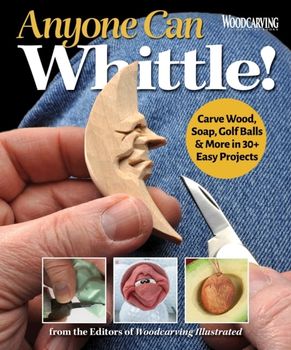 Anyone Can
WOODCARVING
Whittle!
Carve Wood,
Soap, Golf Balls
& More in 30+
Easy Projects
from the Editors of Woodcarving Illustrated